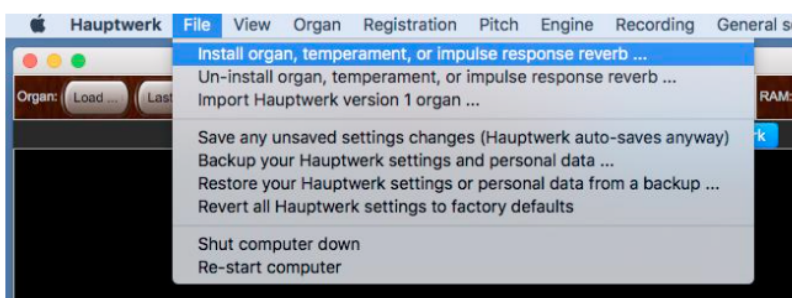 Hauptwerk File View Organ Registration Pitch Engine Recording General s
Install organ, temperament, or impulse response reverb ...
Un-install organ, temperament, or impulse response reverb ...
Organ: Load ... Last RAM:
Import Hauptwerk version 1 organ ...
Save any unsaved settings changes (Hauptwerk auto-saves anyway)
Backup your Hauptwerk settings and personal data ...
Restore your Hauptwerk settings or personal data from a backup ...
Revert all Hauptwerk settings to factory defaults
Shut computer down
Re-start computer